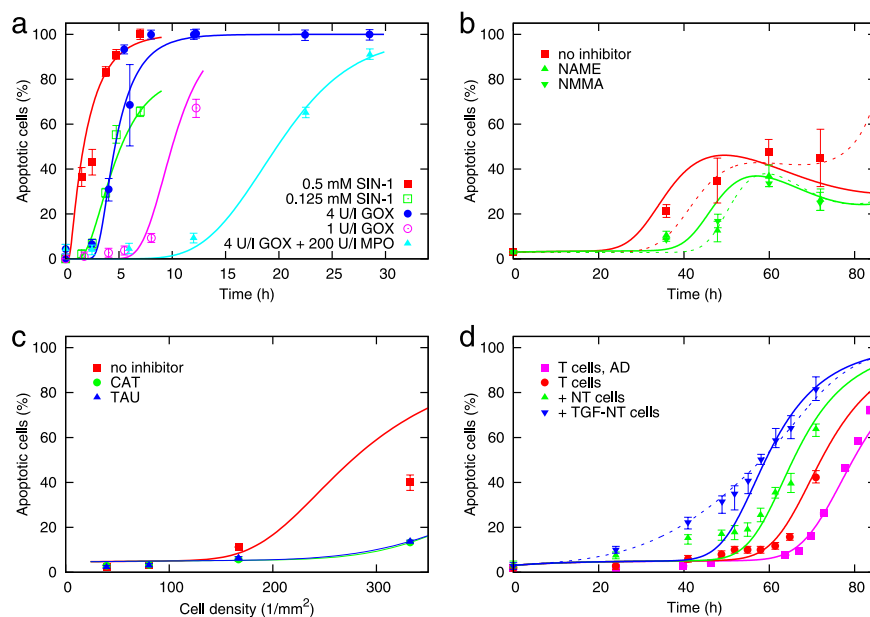 a
Apoptotic cells (%)
100
80
60
40
20
0
0 5 10 15 20 25 30
Time (h)
0.5 mM SIN-1
0.125 mM SIN-1
4 U/l GOX
1 U/l GOX
4 U/l GOX + 200 U/l MPO
b
Apoptotic cells (%)
100
80
60
40
20
0
0 20 40 60 80
Time (h)
no inhibitor
NAME
NMMA
c
Apoptotic cells (%)
100
80
60
40
20
0
0 100 200 300
Cell density (1/mm²)
no inhibitor
CAT
TAU
d
Apoptotic cells (%)
100
80
60
40
20
0
0 20 40 60 80
Time (h)
T cells, AD
T cells
+ NT cells
+ TGF-NT cells